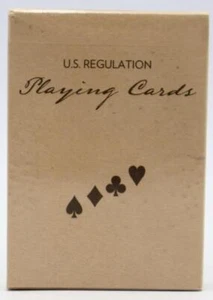 U.S. REGULATION
Playing Cards